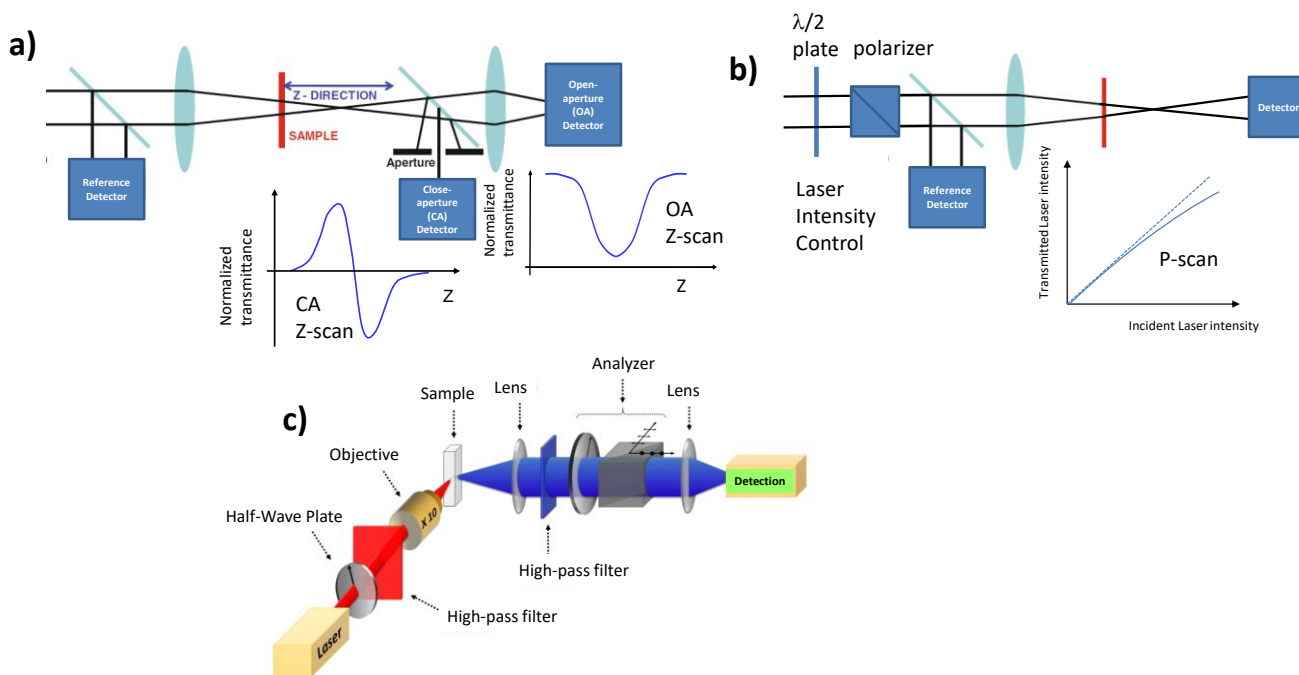 a)
Z - DIRECTION
SAMPLE
Reference
Detector
Aperture
Close-
aperture
(CA)
Detector
Open-
aperture
(OA)
Detector
Normalized
transmittance
CA
Z-scan
Z
Normalized
transmittance
OA
Z-scan
Z
b)
λ/2
plate
polarizer
Laser
Intensity
Control
Reference
Detector
Detector
Transmitted Laser intensity
P-scan
Incident Laser intensity
c)
Sample
Lens
Analyzer
Lens
Objective
X 10
Detection
Half-Wave Plate
High-pass filter
High-pass filter
Laser